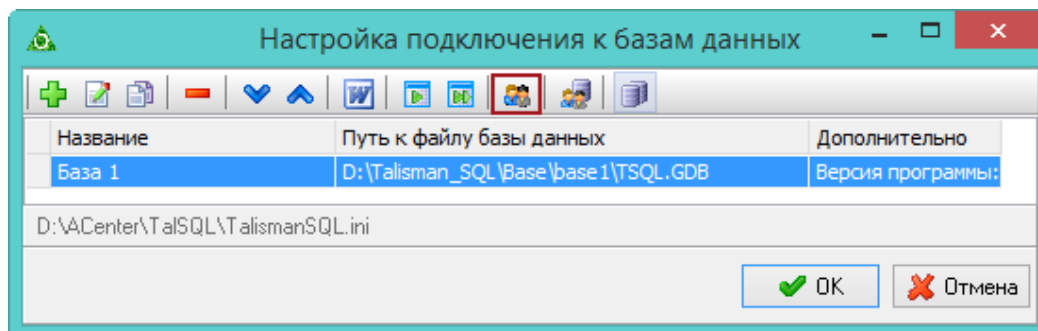 Настройка подключения к базам данных
Название Путь к файлу базы данных Дополнительно
База 1 D:\Talisman_SQL\Base\base1\TSQL.GDB Версия программы:
D:\ACenter\TalSQL\TalismanSQL.ini
OK Отмена